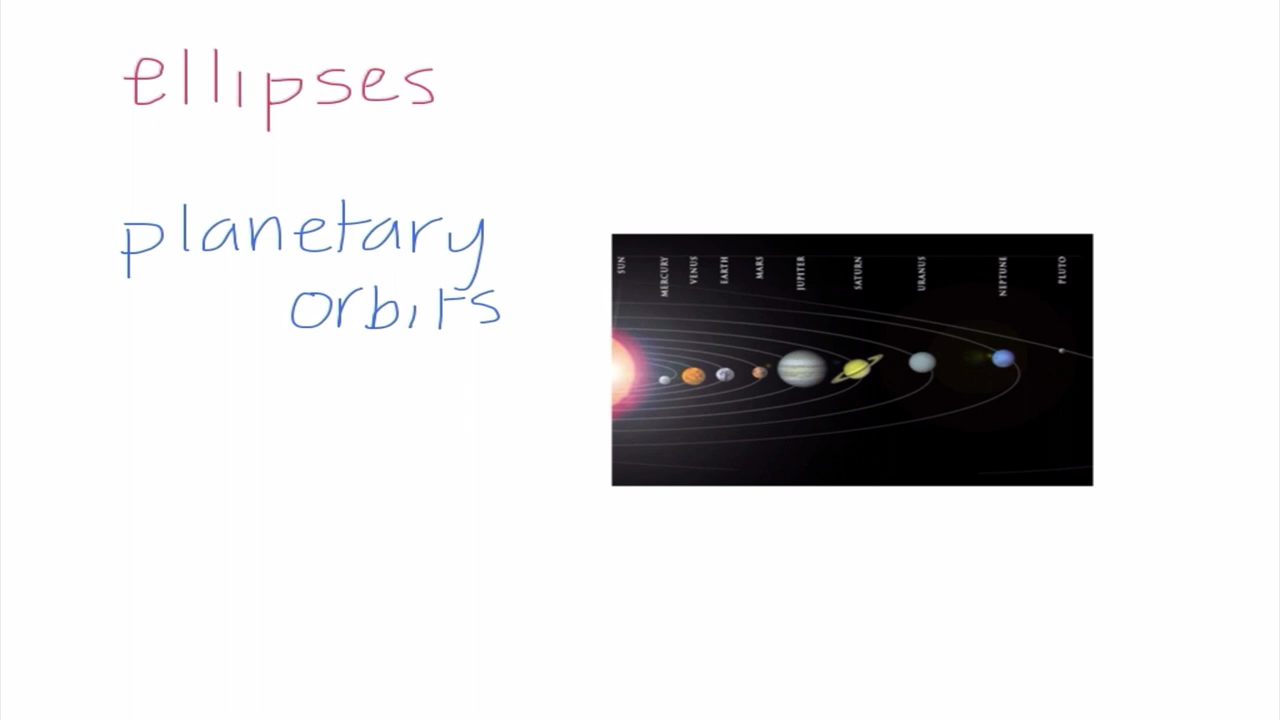 ellipses
planetary
orbits
SUN
MERCURY
VENUS
EARTH
MARS
JUPITER
SATURN
URANUS
NEPTUNE
PLUTO